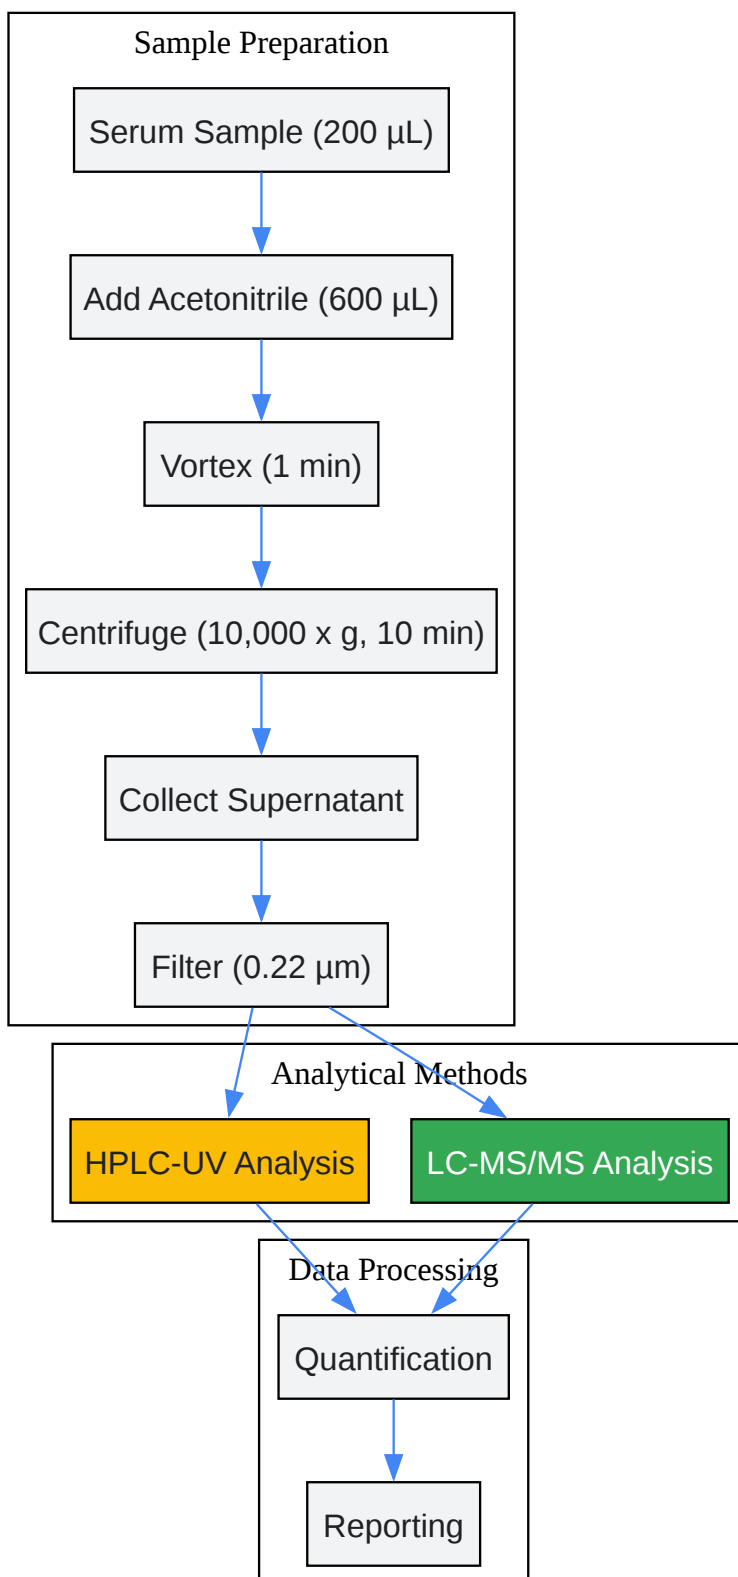 Sample Preparation
Serum Sample (200 µL)
Add Acetonitrile (600 µL)
Vortex (1 min)
Centrifuge (10,000 x g, 10 min)
Collect Supernatant
Filter (0.22 µm)
Analytical Methods
HPLC-UV Analysis
LC-MS/MS Analysis
Data Processing
Quantification
Reporting